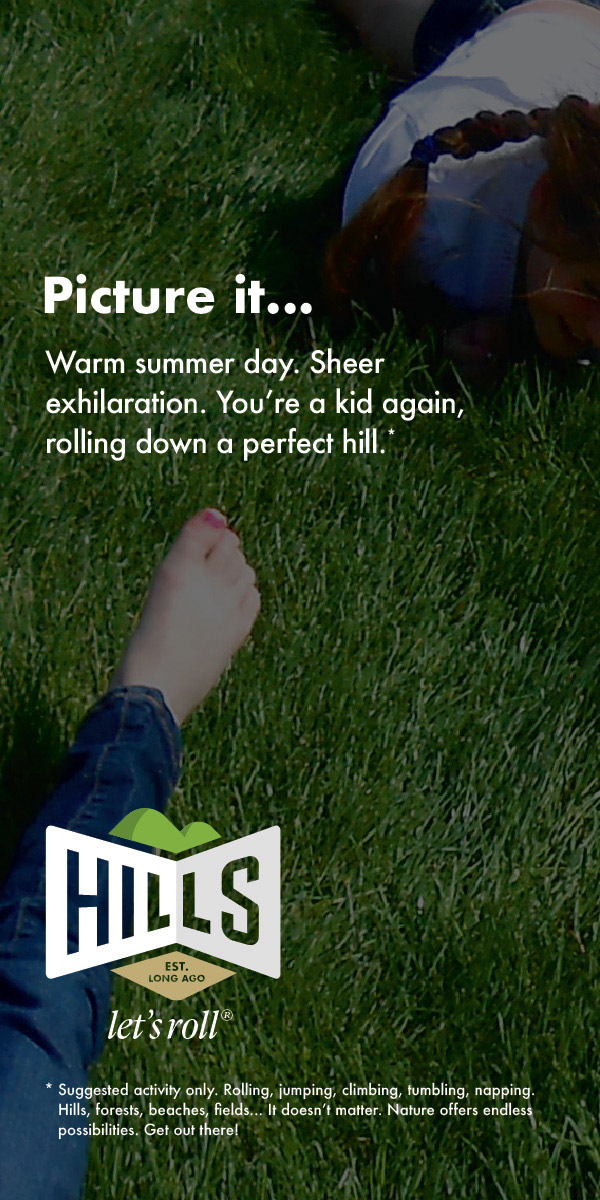 Picture it...
Warm summer day. Sheer
exhilaration. You’re a kid again,
rolling down a perfect hill.*
HILLS
EST.
LONG AGO
let’s roll®
* Suggested activity only. Rolling, jumping, climbing, tumbling, napping.
Hills, forests, beaches, fields... It doesn’t matter. Nature offers endless
possibilities. Get out there!